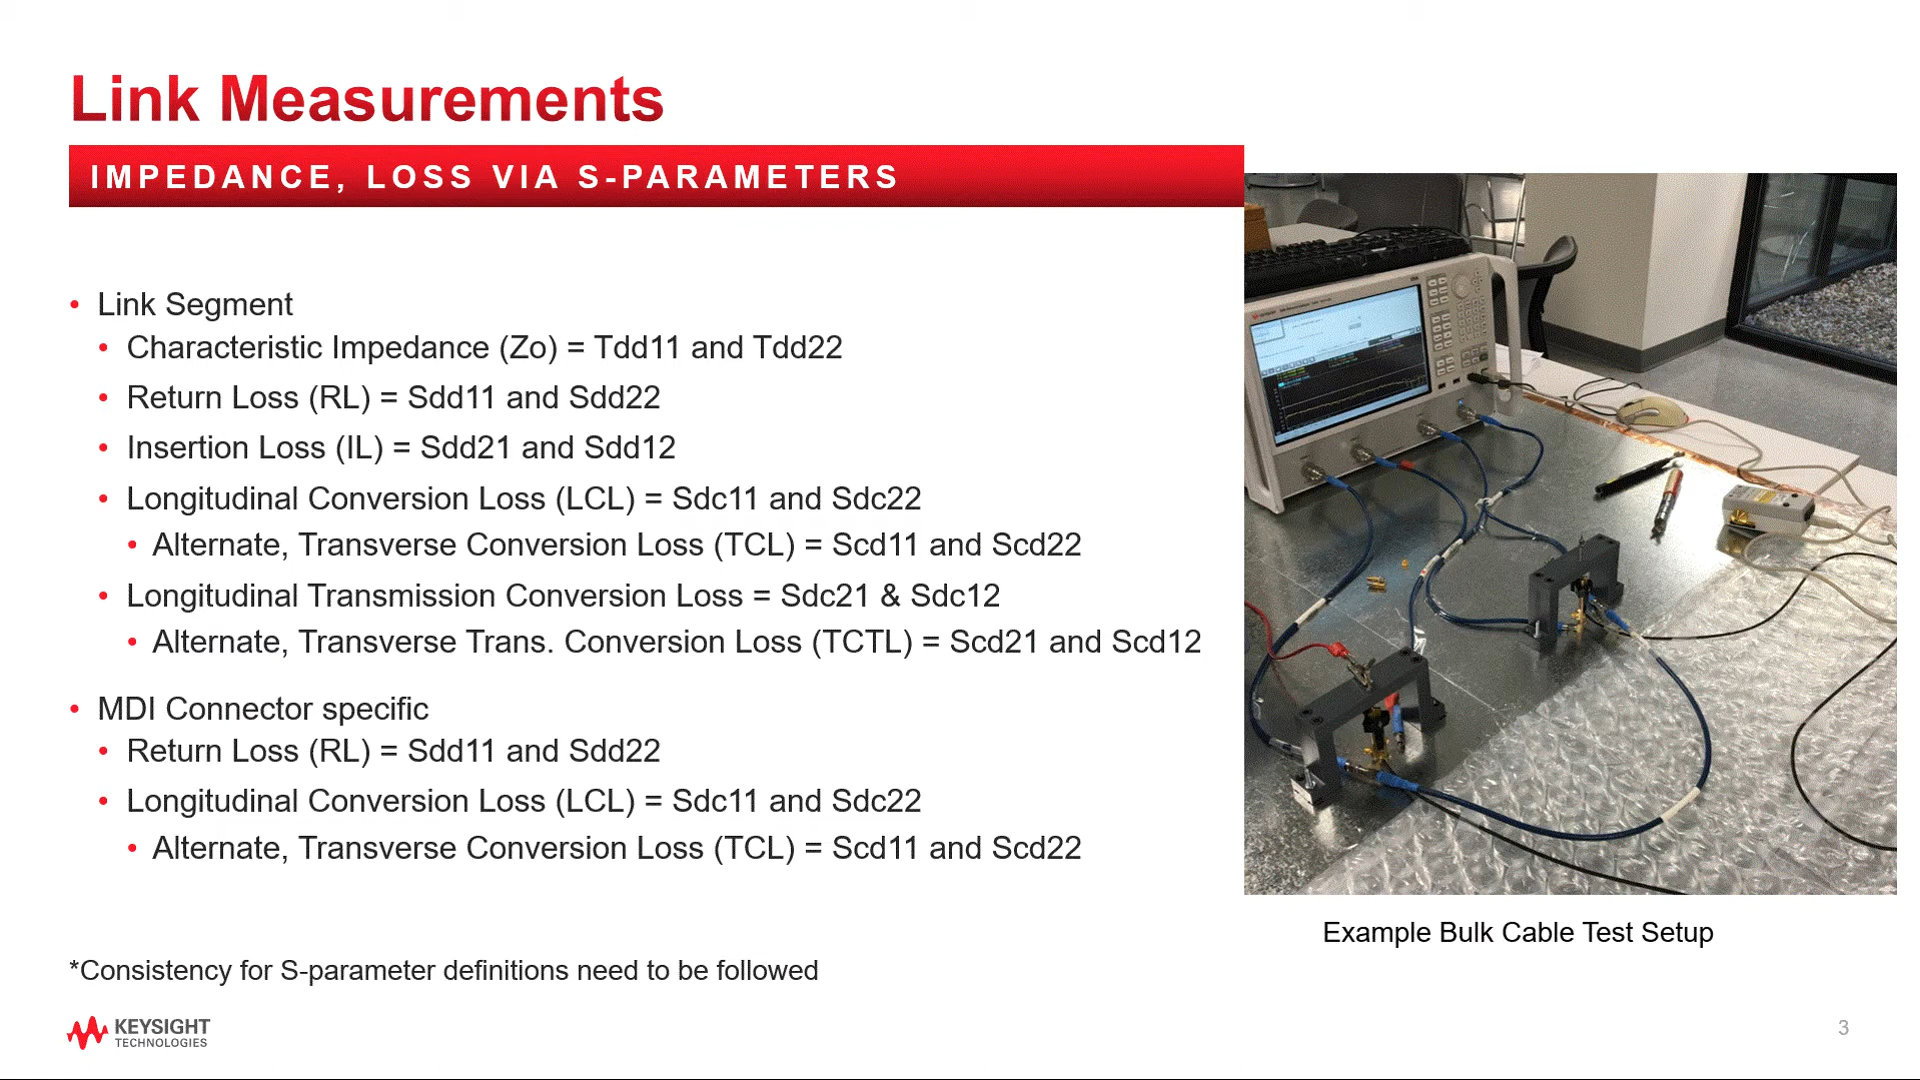 Link Measurements
IMPEDANCE, LOSS VIA S-PARAMETERS
• Link Segment
• Characteristic Impedance (Zo) = Tdd11 and Tdd22
• Return Loss (RL) = Sdd11 and Sdd22
• Insertion Loss (IL) = Sdd21 and Sdd12
• Longitudinal Conversion Loss (LCL) = Sdc11 and Sdc22
• Alternate, Transverse Conversion Loss (TCL) = Scd11 and Scd22
• Longitudinal Transmission Conversion Loss = Sdc21 & Sdc12
• Alternate, Transverse Trans. Conversion Loss (TCTL) = Scd21 and Scd12
• MDI Connector specific
• Return Loss (RL) = Sdd11 and Sdd22
• Longitudinal Conversion Loss (LCL) = Sdc11 and Sdc22
• Alternate, Transverse Conversion Loss (TCL) = Scd11 and Scd22
Example Bulk Cable Test Setup
*Consistency for S-parameter definitions need to be followed
KEYSIGHT
TECHNOLOGIES
3